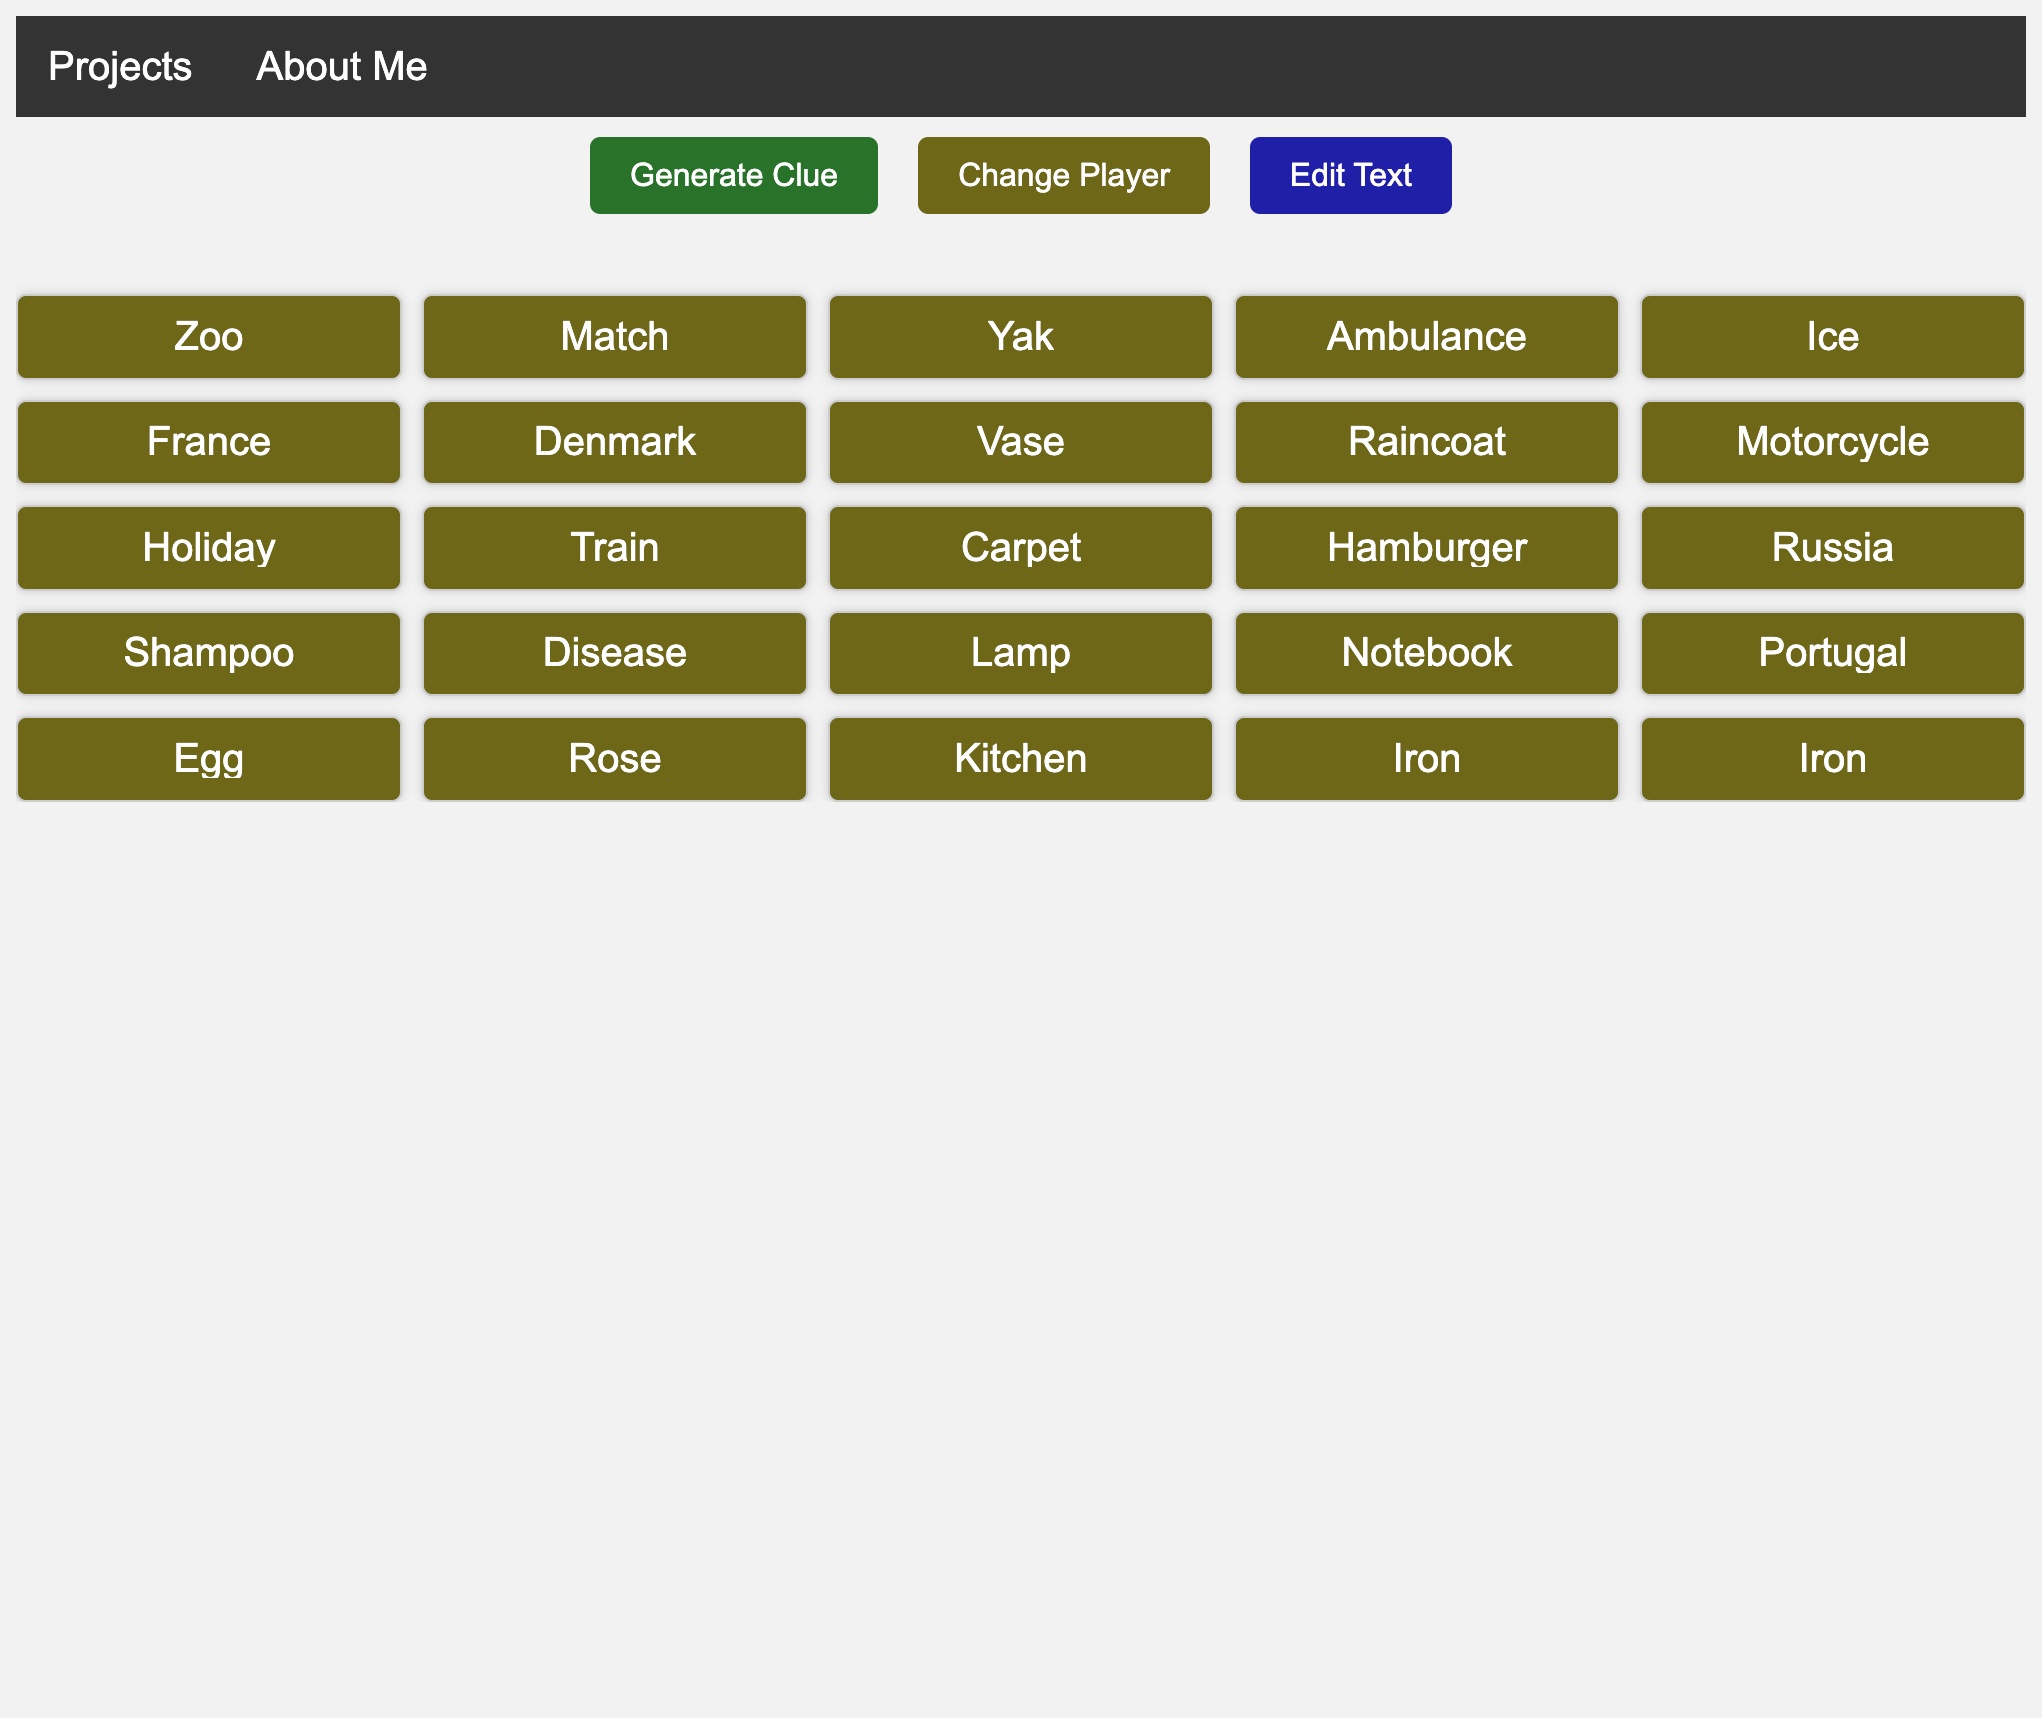 Projects About Me
Generate Clue Change Player Edit Text
Zoo Match Yak Ambulance Ice
France Denmark Vase Raincoat Motorcycle
Holiday Train Carpet Hamburger Russia
Shampoo Disease Lamp Notebook Portugal
Egg Rose Kitchen Iron Iron